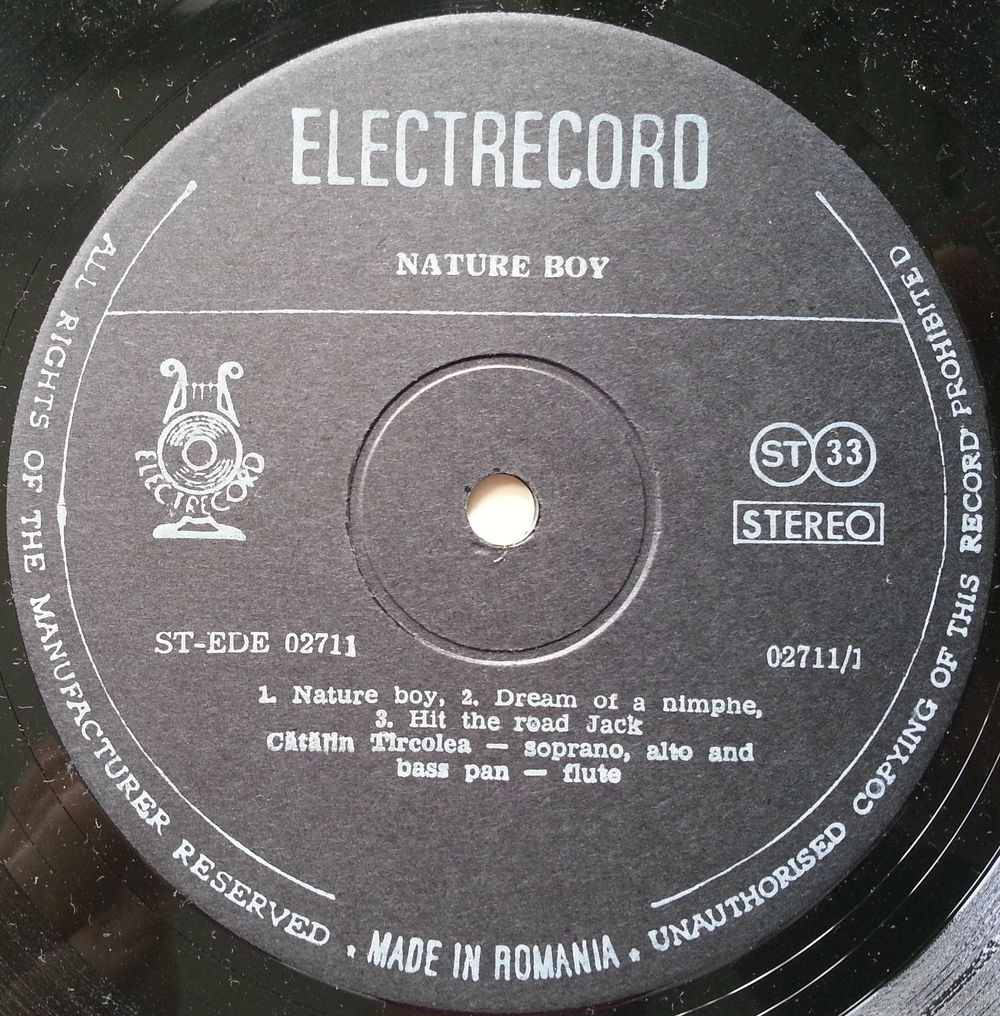 ELECTRECORD
NATURE BOY
ELECTRECORD
ST 33
STEREO
ST-EDE 02711
02711/1
1. Nature boy, 2. Dream of a nimphe,
3. Hit the road Jack
Cătălin Tîrcolea — soprano, alto and
bass pan — flute
ALL RIGHTS OF THE MANUFACTURER RESERVED * MADE IN ROMANIA * UNAUTHORISED COPYING OF THIS RECORD PROHIBITED